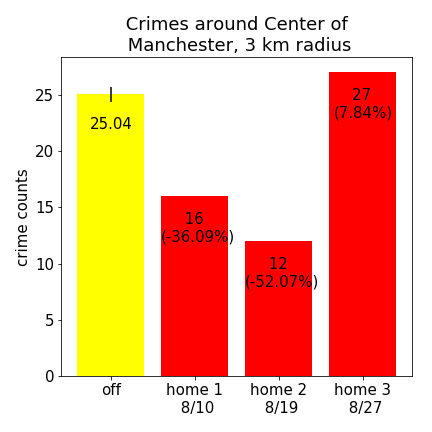 Crimes around Center of
Manchester, 3 km radius
crime counts
25
20
15
10
5
0
25.04
16
(-36.09%)
12
(-52.07%)
27
(7.84%)
off
home 1
8/10
home 2
8/19
home 3
8/27